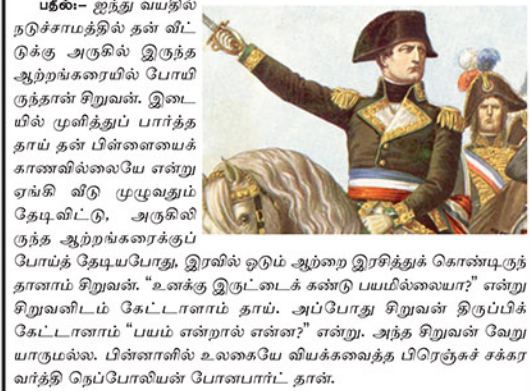 பதில்:– ஐந்து வயதில்
நடுச்சாமத்தில் தன் வீட்
டுக்கு அருகில் இருந்த
ஆற்றங்கரையில் போயி
ருந்தான் சிறுவன். இடை
யில் முளித்துப் பார்த்த
தாய் தன் பிள்ளையைக்
காணவில்லையே என்று
ஏங்கி வீடு முழுவதும்
தேடிவிட்டு, அருகிலி
ருந்த ஆற்றங்கரைக்குப்
போய்த் தேடியபோது, இரவில் ஓடும் ஆற்றை இரசித்துக் கொண்டிருந்
தானாம் சிறுவன். “உனக்கு இருட்டைக் கண்டு பயமில்லையா?” என்று
சிறுவனிடம் கேட்டாளாம் தாய். அப்போது சிறுவன் திருப்பிக்
கேட்டானாம் “பயம் என்றால் என்ன?” என்று. அந்த சிறுவன் வேறு
யாருமல்ல. பின்னாளில் உலகையே வியக்கவைத்த பிரெஞ்சுச் சக்கர
வர்த்தி நெப்போலியன் போனபார்ட் தான்.